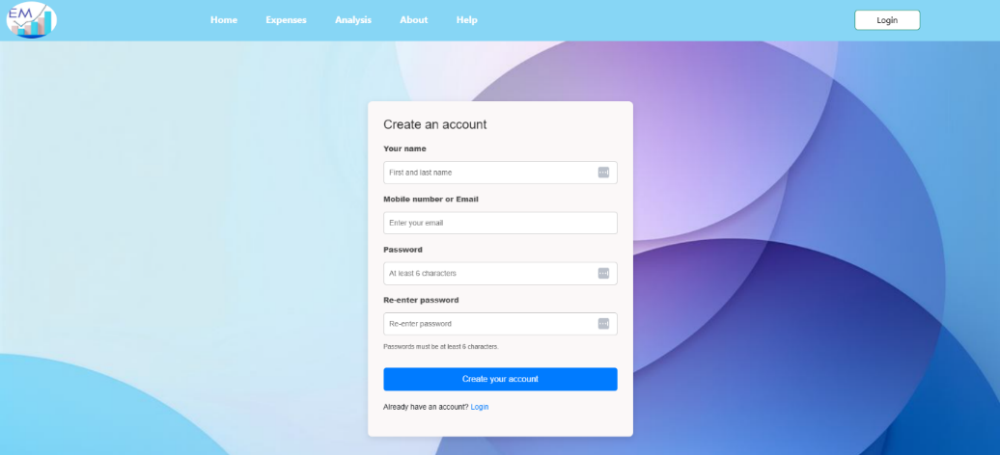 EM
Home Expenses Analysis About Help Login
Create an account
Your name
First and last name
Mobile number or Email
Enter your email
Password
At least 6 characters
Re-enter password
Re-enter password
Passwords must be at least 6 characters.
Create your account
Already have an account? Login